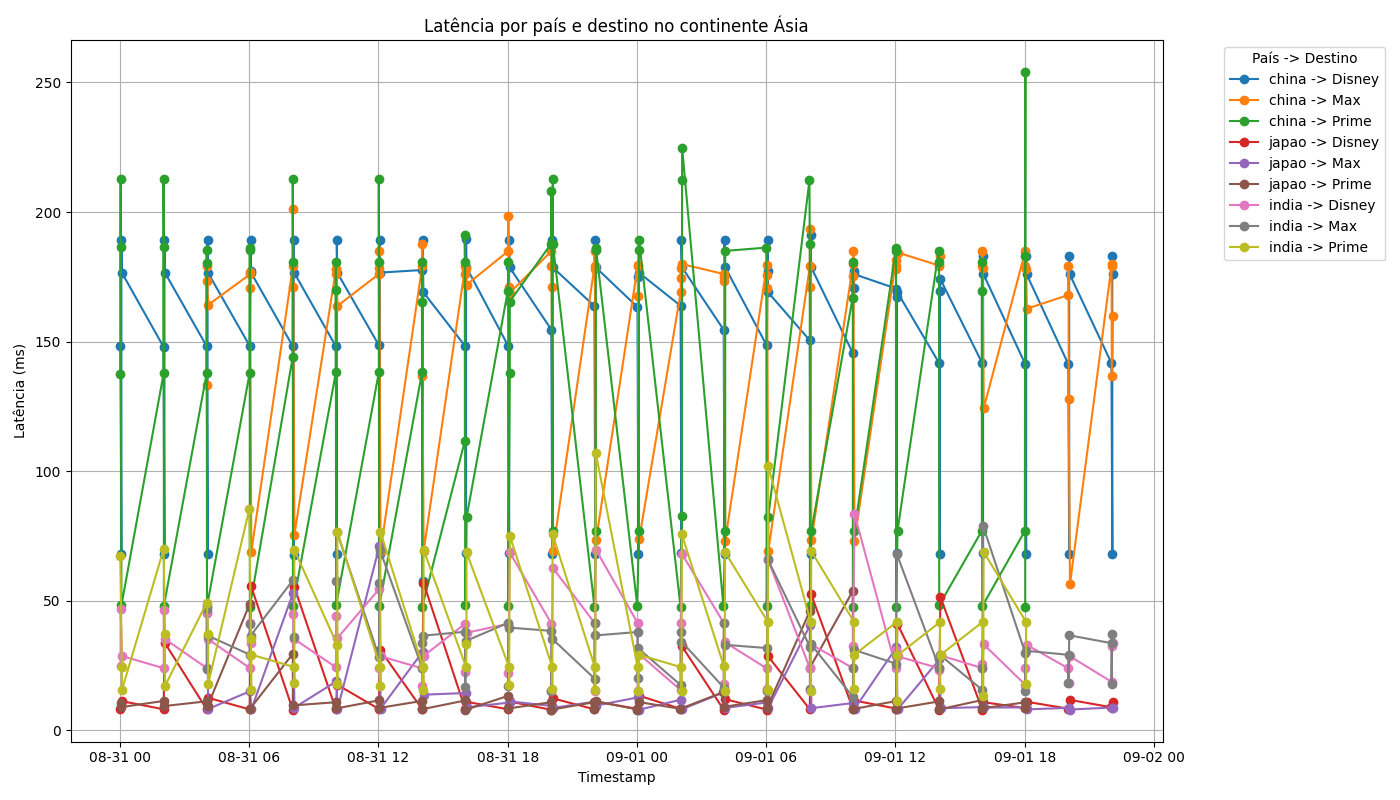 Latência por país e destino no continente Ásia
Latência (ms)
250
200
150
100
50
0
08-31 00
08-31 06
08-31 12
08-31 18
09-01 00
09-01 06
09-01 12
09-01 18
09-02 00
Timestamp
País -> Destino
china -> Disney
china -> Max
china -> Prime
japao -> Disney
japao -> Max
japao -> Prime
india -> Disney
india -> Max
india -> Prime